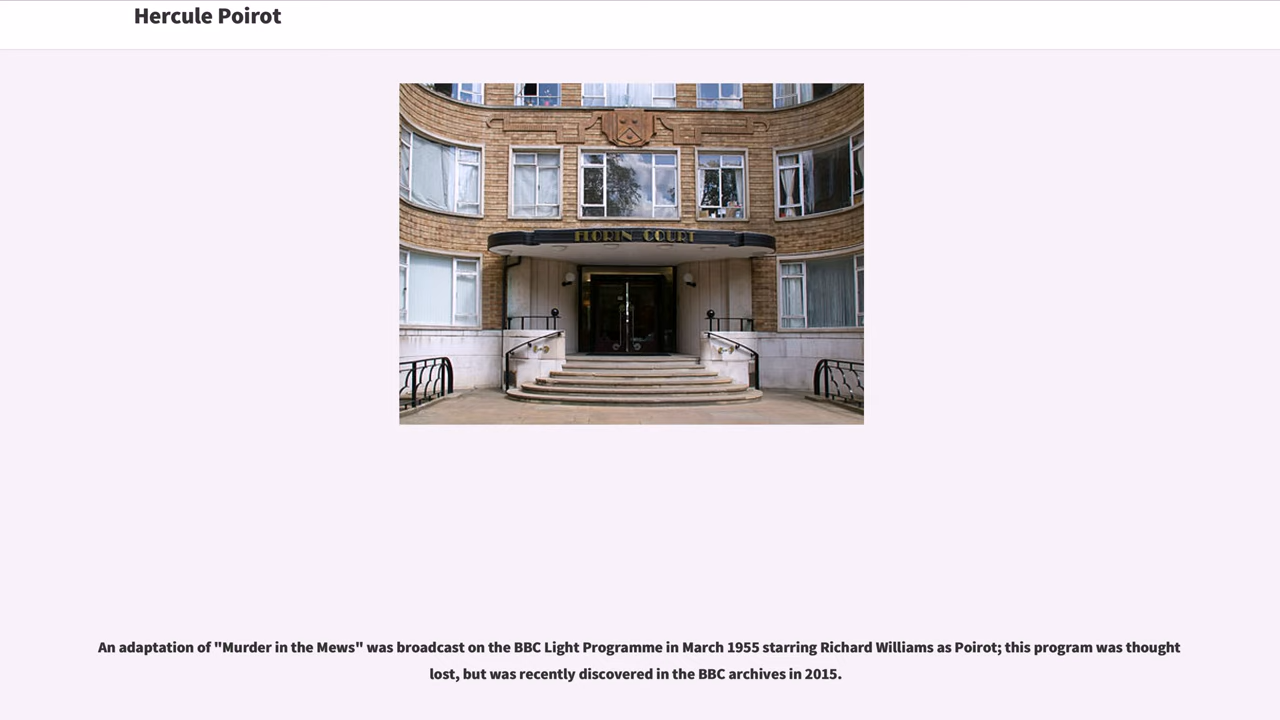 Hercule Poirot
FLORIN COURT
An adaptation of "Murder in the Mews" was broadcast on the BBC Light Programme in March 1955 starring Richard Williams as Poirot; this program was thought
lost, but was recently discovered in the BBC archives in 2015.